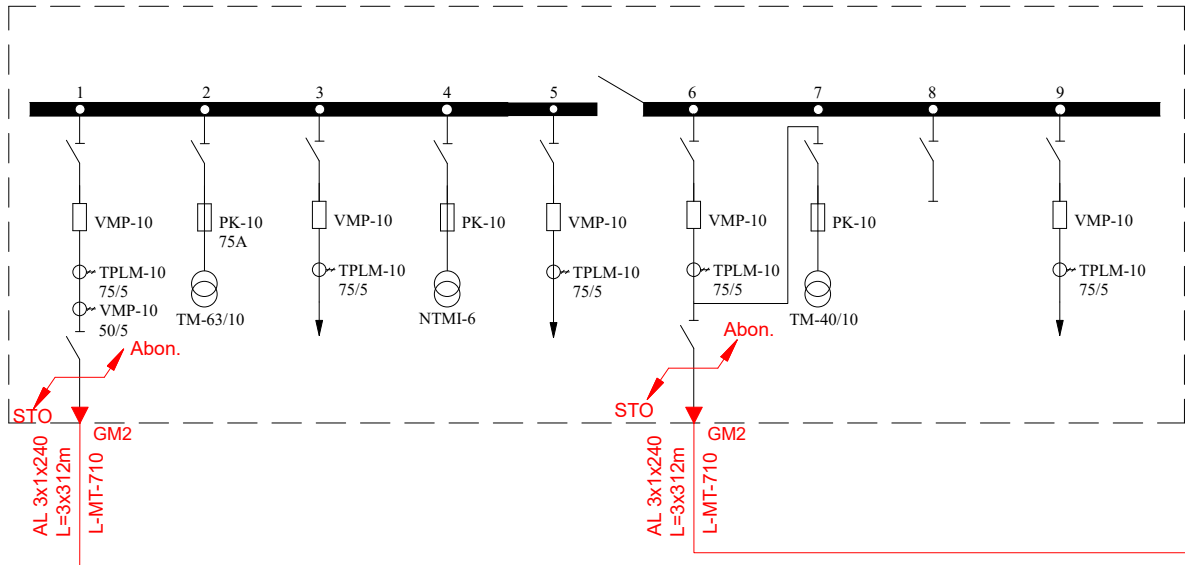 1
2
3
4
5
6
7
8
9
VMP-10
PK-10
75A
VMP-10
PK-10
VMP-10
VMP-10
PK-10
VMP-10
TPLM-10
75/5
VMP-10
50/5
TM-63/10
TPLM-10
75/5
NTMI-6
TPLM-10
75/5
TPLM-10
75/5
TM-40/10
TPLM-10
75/5
Abon.
STO
GM2
AL 3x1x240
L=3x312m
L-MT-710
Abon.
STO
GM2
AL 3x1x240
L=3x312m
L-MT-710